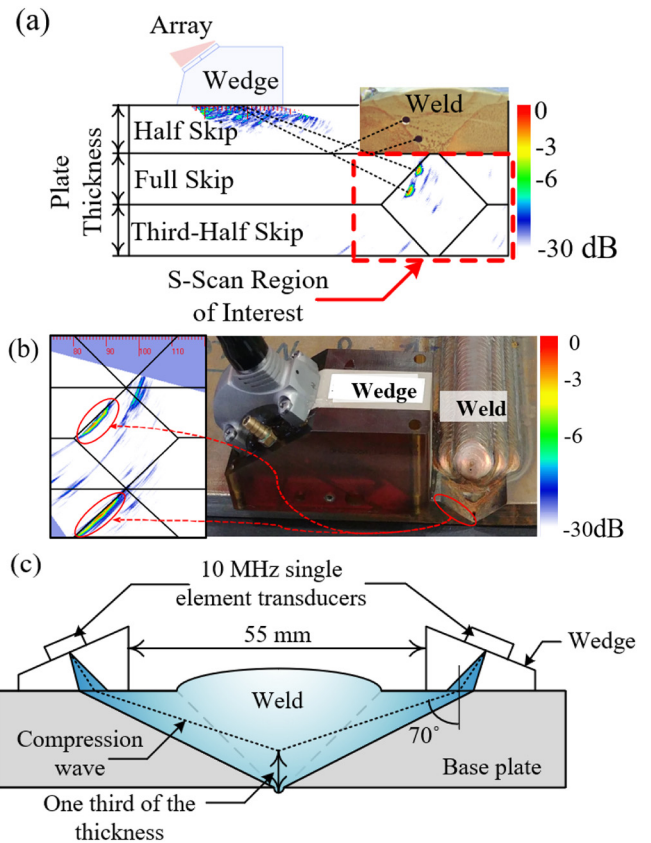 (a)
Array
Wedge
Weld
Half Skip
Full Skip
Third-Half Skip
Plate
Thickness
0
-3
-6
-30 dB
S-Scan Region
of Interest
(b)
80 90 100 110
Wedge
Weld
0
-3
-6
-30dB
(c)
10 MHz single
element transducers
55 mm
Wedge
Weld
70°
Compression
wave
Base plate
One third of the
thickness